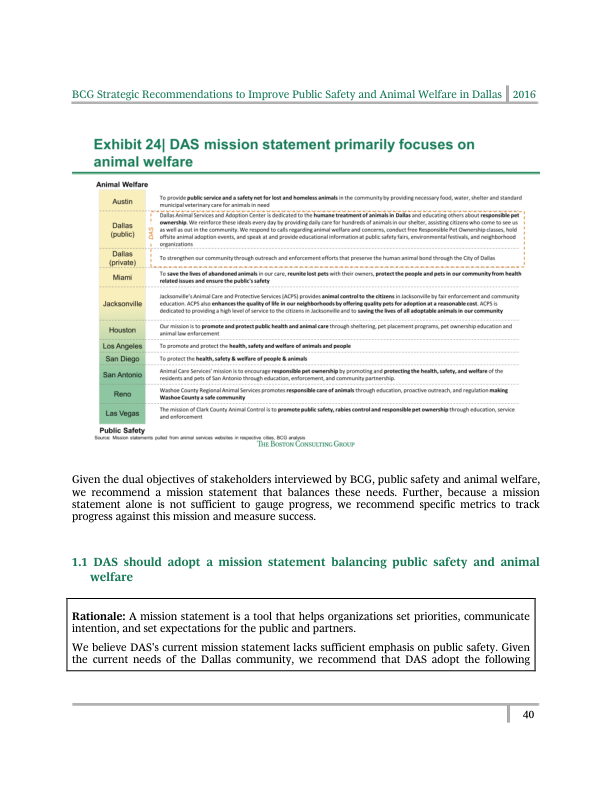 BCG Strategic Recommendations to Improve Public Safety and Animal Welfare in Dallas 2016
Exhibit 24| DAS mission statement primarily focuses on
animal welfare
Animal Welfare
Austin
To provide public service and a safety net for lost and homeless animals in the community by providing necessary food, water, shelter and standard
municipal veterinary care for animals in need
Dallas
(public)
DAS
Dallas Animal Services and Adoption Center is dedicated to the humane treatment of animals in Dallas and educating others about responsible pet
ownership. We reinforce these ideals every day by providing daily care for hundreds of animals in our shelter, assisting citizens who come to see us
as well as out in the community. We respond to calls regarding animal welfare and concerns, conduct free Responsible Pet Ownership classes, hold
offsite animal adoption events, and speak at and provide educational information at public safety fairs, environmental festivals, and neighborhood
organizations
Dallas
(private)
To strengthen our community through outreach and enforcement efforts that preserve the human animal bond through the City of Dallas
Miami
To save the lives of abandoned animals in our care, reunite lost pets with their owners, protect the people and pets in Miami-Dade from health
related issues and ensure the public's safety
Jacksonville
Jacksonville's Animal Care and Protective Services (ACPS) provides animal control to the citizens in Jacksonville by fair enforcement and community
education. ACPS also enhances the quality of life in our neighborhoods by offering quality pets for adoption at a reasonable cost. ACPS is
dedicated to providing a high level of service to the citizens in Jacksonville and to saving the lives of all adoptable animals in our community
Houston
Our mission is to promote and protect public health and animal care through sheltering, pet placement programs, pet ownership education and
animal law enforcement
Los Angeles
To promote and protect the health, safety and welfare of animals and people
San Diego
To protect the health, safety & welfare of people & animals
San Antonio
Animal Care Services' mission is to encourage responsible pet ownership by promoting and protecting the health, safety, and welfare of the
residents and pets of San Antonio through education, enforcement, and community partnership.
Reno
Washoe County Regional Animal Services promotes responsible care of animals through education, proactive outreach, and regulation making
Washoe County a safe community
Las Vegas
The mission of Clark County Animal Control is to promote public safety, rabies control and responsible pet ownership through education, service
and enforcement
Public Safety
Source: Mission statements pulled from animal services websites in respective cities, BCG analysis
THE BOSTON CONSULTING GROUP
Given the dual objectives of stakeholders interviewed by BCG, public safety and animal welfare,
we recommend a mission statement that balances these needs. Further, because a mission
statement alone is not sufficient to gauge progress, we recommend specific metrics to track
progress against this mission and measure success.
1.1 DAS should adopt a mission statement balancing public safety and animal
welfare
Rationale: A mission statement is a tool that helps organizations set priorities, communicate
intention, and set expectations for the public and partners.
We believe DAS's current mission statement lacks sufficient emphasis on public safety. Given
the current needs of the Dallas community, we recommend that DAS adopt the following
40